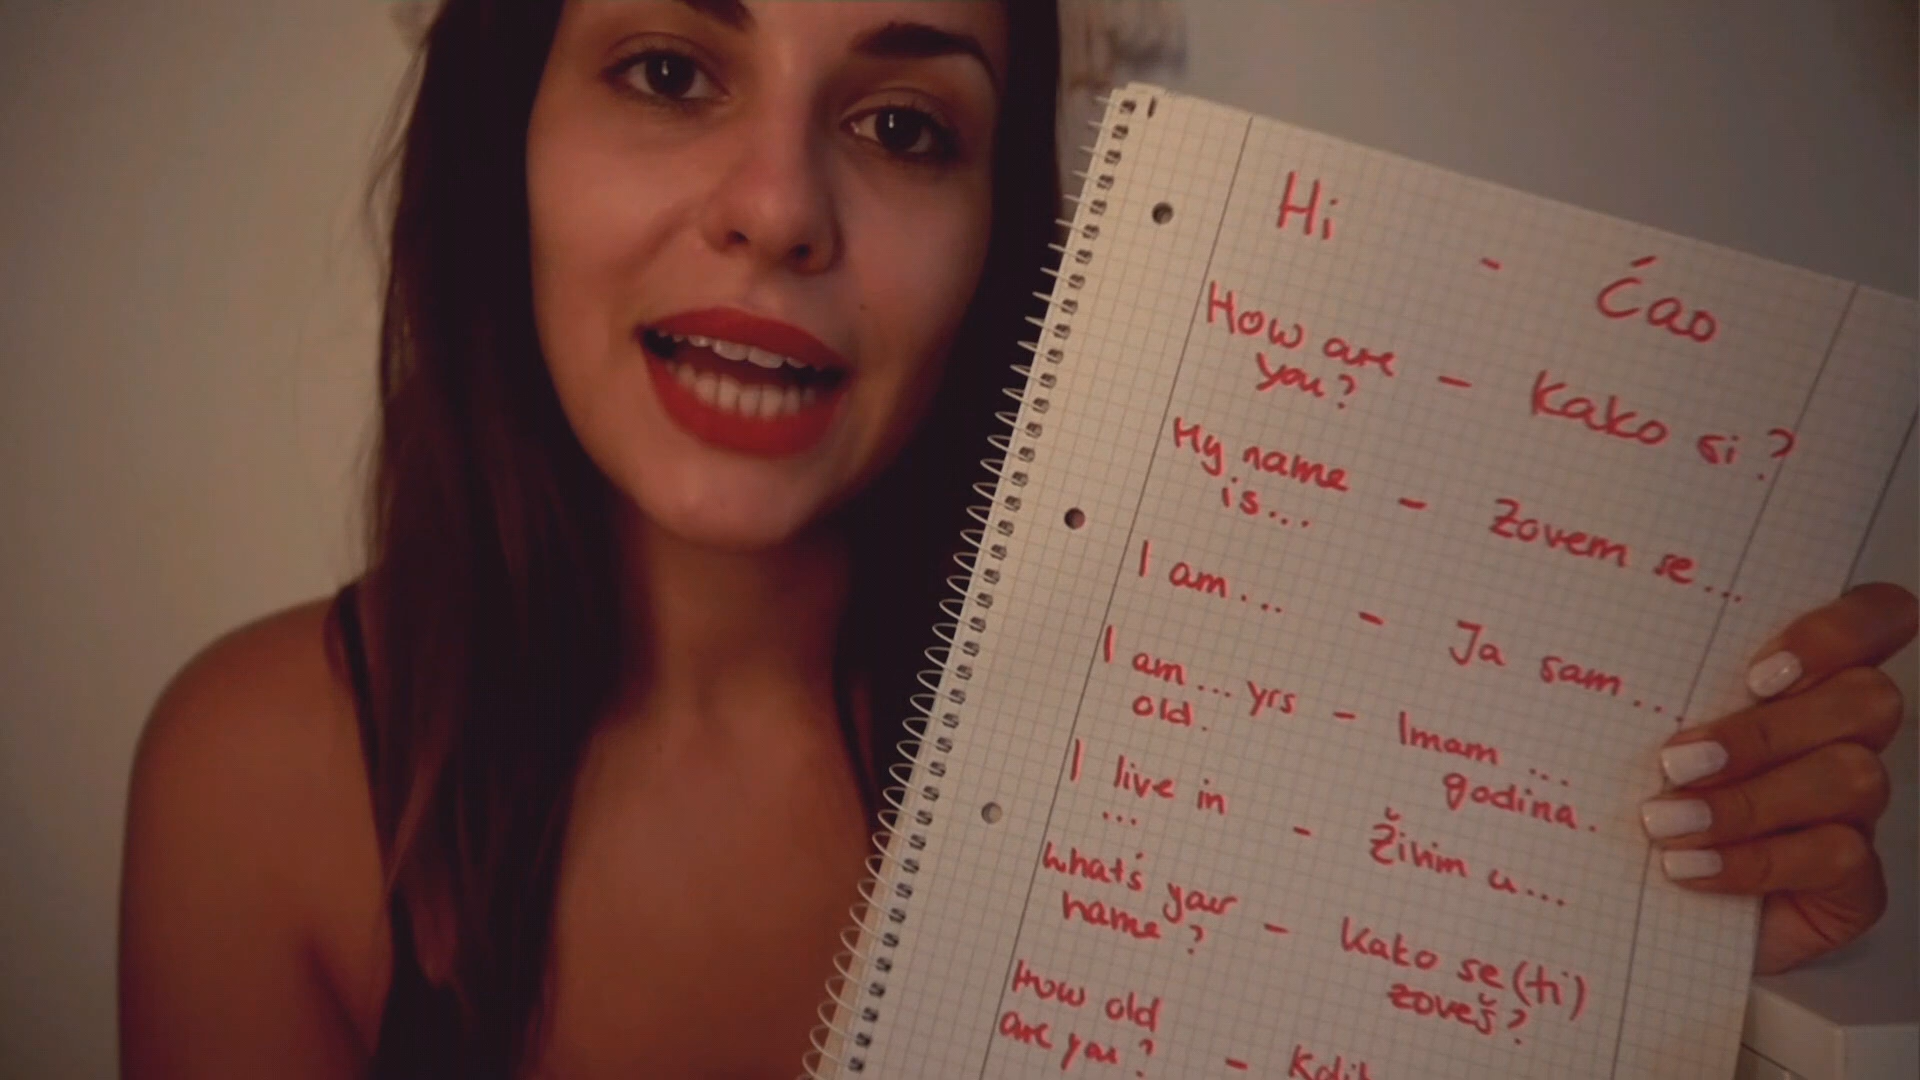 Hi - Ćao
How are - Kako si?
you?
My name - Zovem se...
is...
I am... - Ja sam...
I am... yrs - Imam ...
old. godina.
I live in - Živim u...
...
What's your - Kako se (ti)
name? zoveš?
How old
are you? -